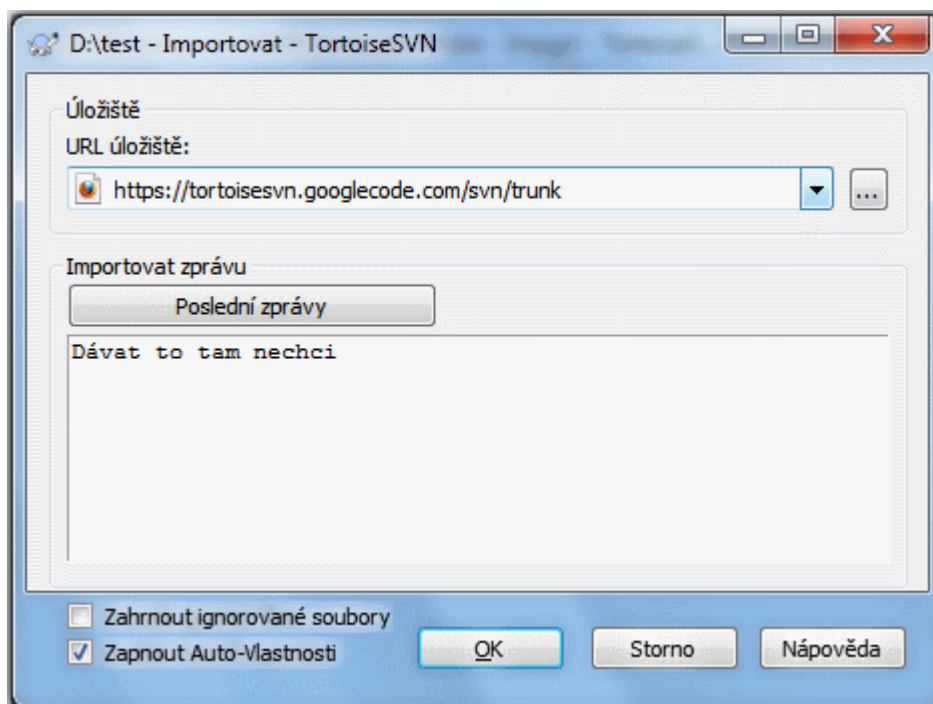 D:\test - Importovat - TortoiseSVN
Úložiště
URL úložiště:
https://tortoisesvn.googlecode.com/svn/trunk
...
Importovat zprávu
Poslední zprávy
Dávat to tam nechci
Zahrnout ignorované soubory
Zapnout Auto-Vlastnosti
OK
Storno
Nápověda